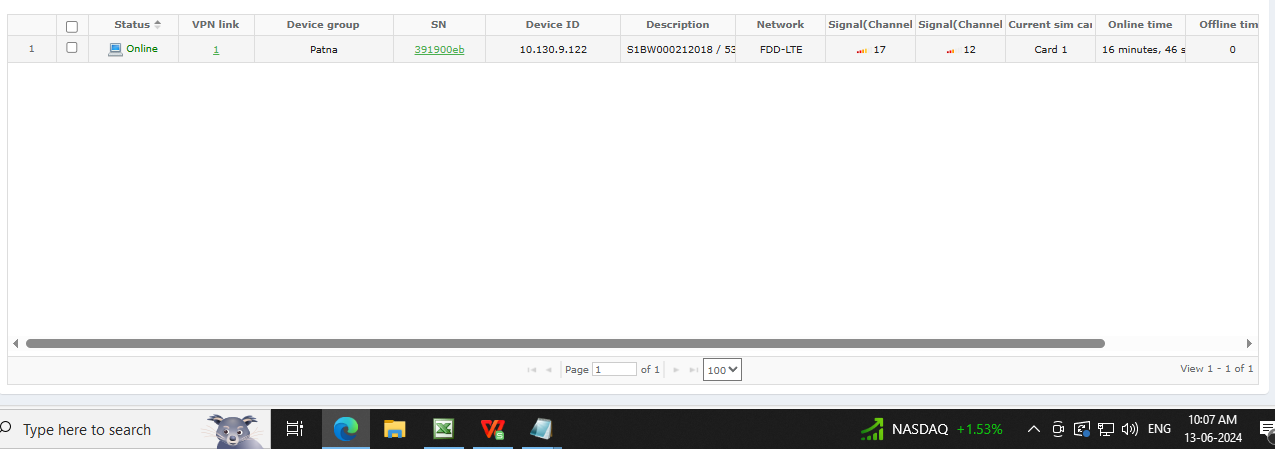 Status VPN link Device group SN Device ID Description Network Signal(Channel Signal(Channel Current sim car Online time Offline tim
1 Online 1 Patna 391900eb 10.130.9.122 S1BW000212018 / 53 FDD-LTE 17 12 Card 1 16 minutes, 46 s 0
Page 1 of 1 100 View 1 - 1 of 1
Type here to search NASDAQ +1.53% ENG 10:07 AM
13-06-2024